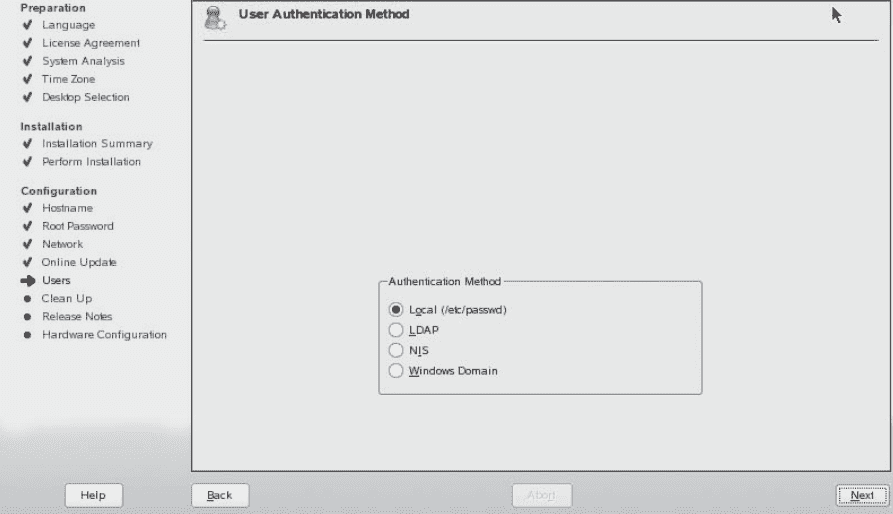 Preparation
Language
License Agreement
System Analysis
Time Zone
Desktop Selection
Installation
Installation Summary
Perform Installation
Configuration
Hostname
Root Password
Network
Online Update
Users
Clean Up
Release Notes
Hardware Configuration
User Authentication Method
Authentication Method
Local (/etc/passwd)
LDAP
NIS
Windows Domain
Help
Back
Abort
Next